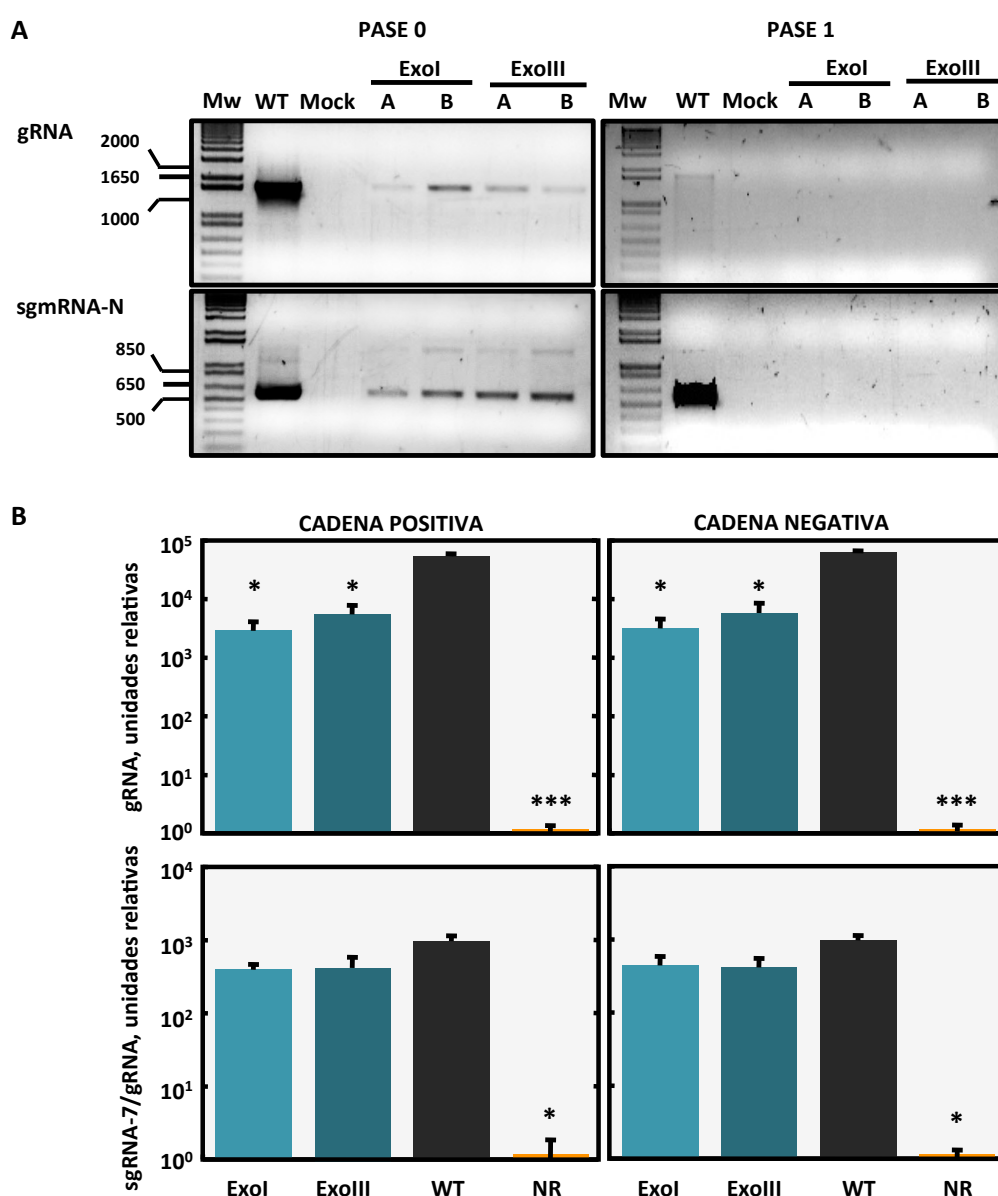 A
PASE 0
PASE 1
ExoI
ExoIII
ExoI
ExoIII
Mw WT Mock A B A B
Mw WT Mock A B A B
gRNA
2000
1650
1000
sgmRNA-N
850
650
500
B
CADENA POSITIVA
CADENA NEGATIVA
gRNA, unidades relativas
10⁵
10⁴
10³
10²
10¹
10⁰
* * ***
* * ***
sgRNA-7/gRNA, unidades relativas
10⁴
10³
10²
10¹
10⁰
*
*
ExoI ExoIII WT NR
ExoI ExoIII WT NR